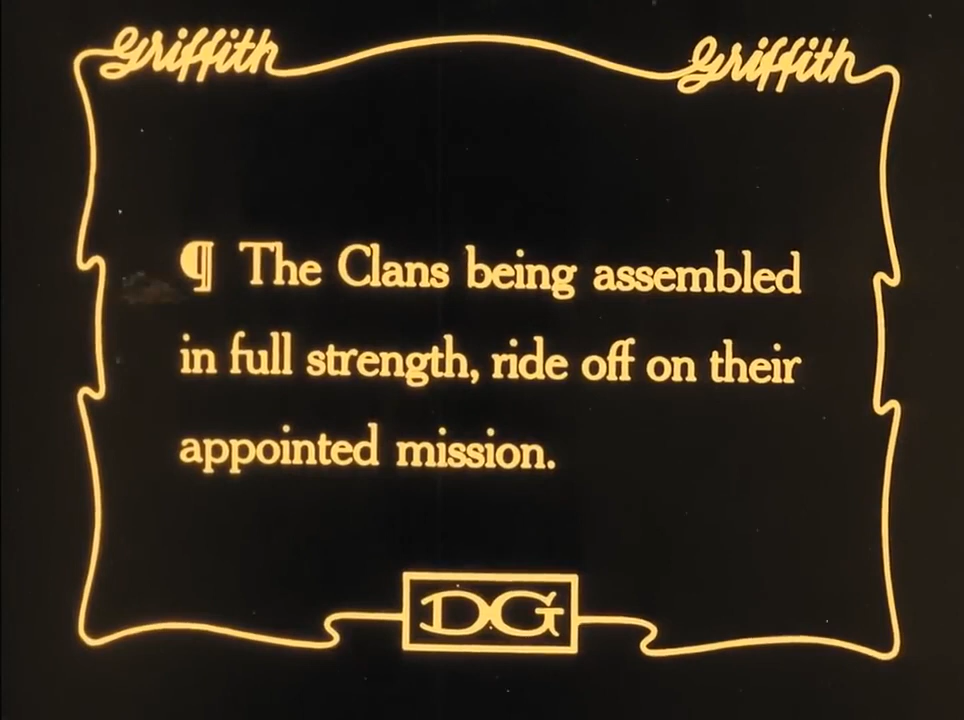 Griffith Griffith
¶ The Clans being assembled
in full strength, ride off on their
appointed mission.
DG